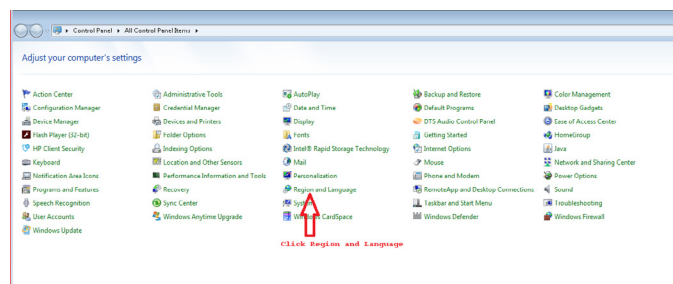 Control Panel ▸ All Control Panel Items ▸
Adjust your computer's settings
Action Center
Administrative Tools
AutoPlay
Backup and Restore
Color Management
Configuration Manager
Credential Manager
Date and Time
Default Programs
Desktop Gadgets
Device Manager
Devices and Printers
Display
DTS Audio Control Panel
Ease of Access Center
Flash Player (32-bit)
Folder Options
Fonts
Getting Started
HomeGroup
HP Client Security
Indexing Options
Intel® Rapid Storage Technology
Internet Options
Java
Keyboard
Location and Other Sensors
Mail
Mouse
Network and Sharing Center
Notification Area Icons
Performance Information and Tools
Personalization
Phone and Modem
Power Options
Programs and Features
Recovery
Region and Language
RemoteApp and Desktop Connections
Sound
Speech Recognition
Sync Center
System
Taskbar and Start Menu
Troubleshooting
User Accounts
Windows Anytime Upgrade
Windows CardSpace
Windows Defender
Windows Firewall
Windows Update
Click Region and Language